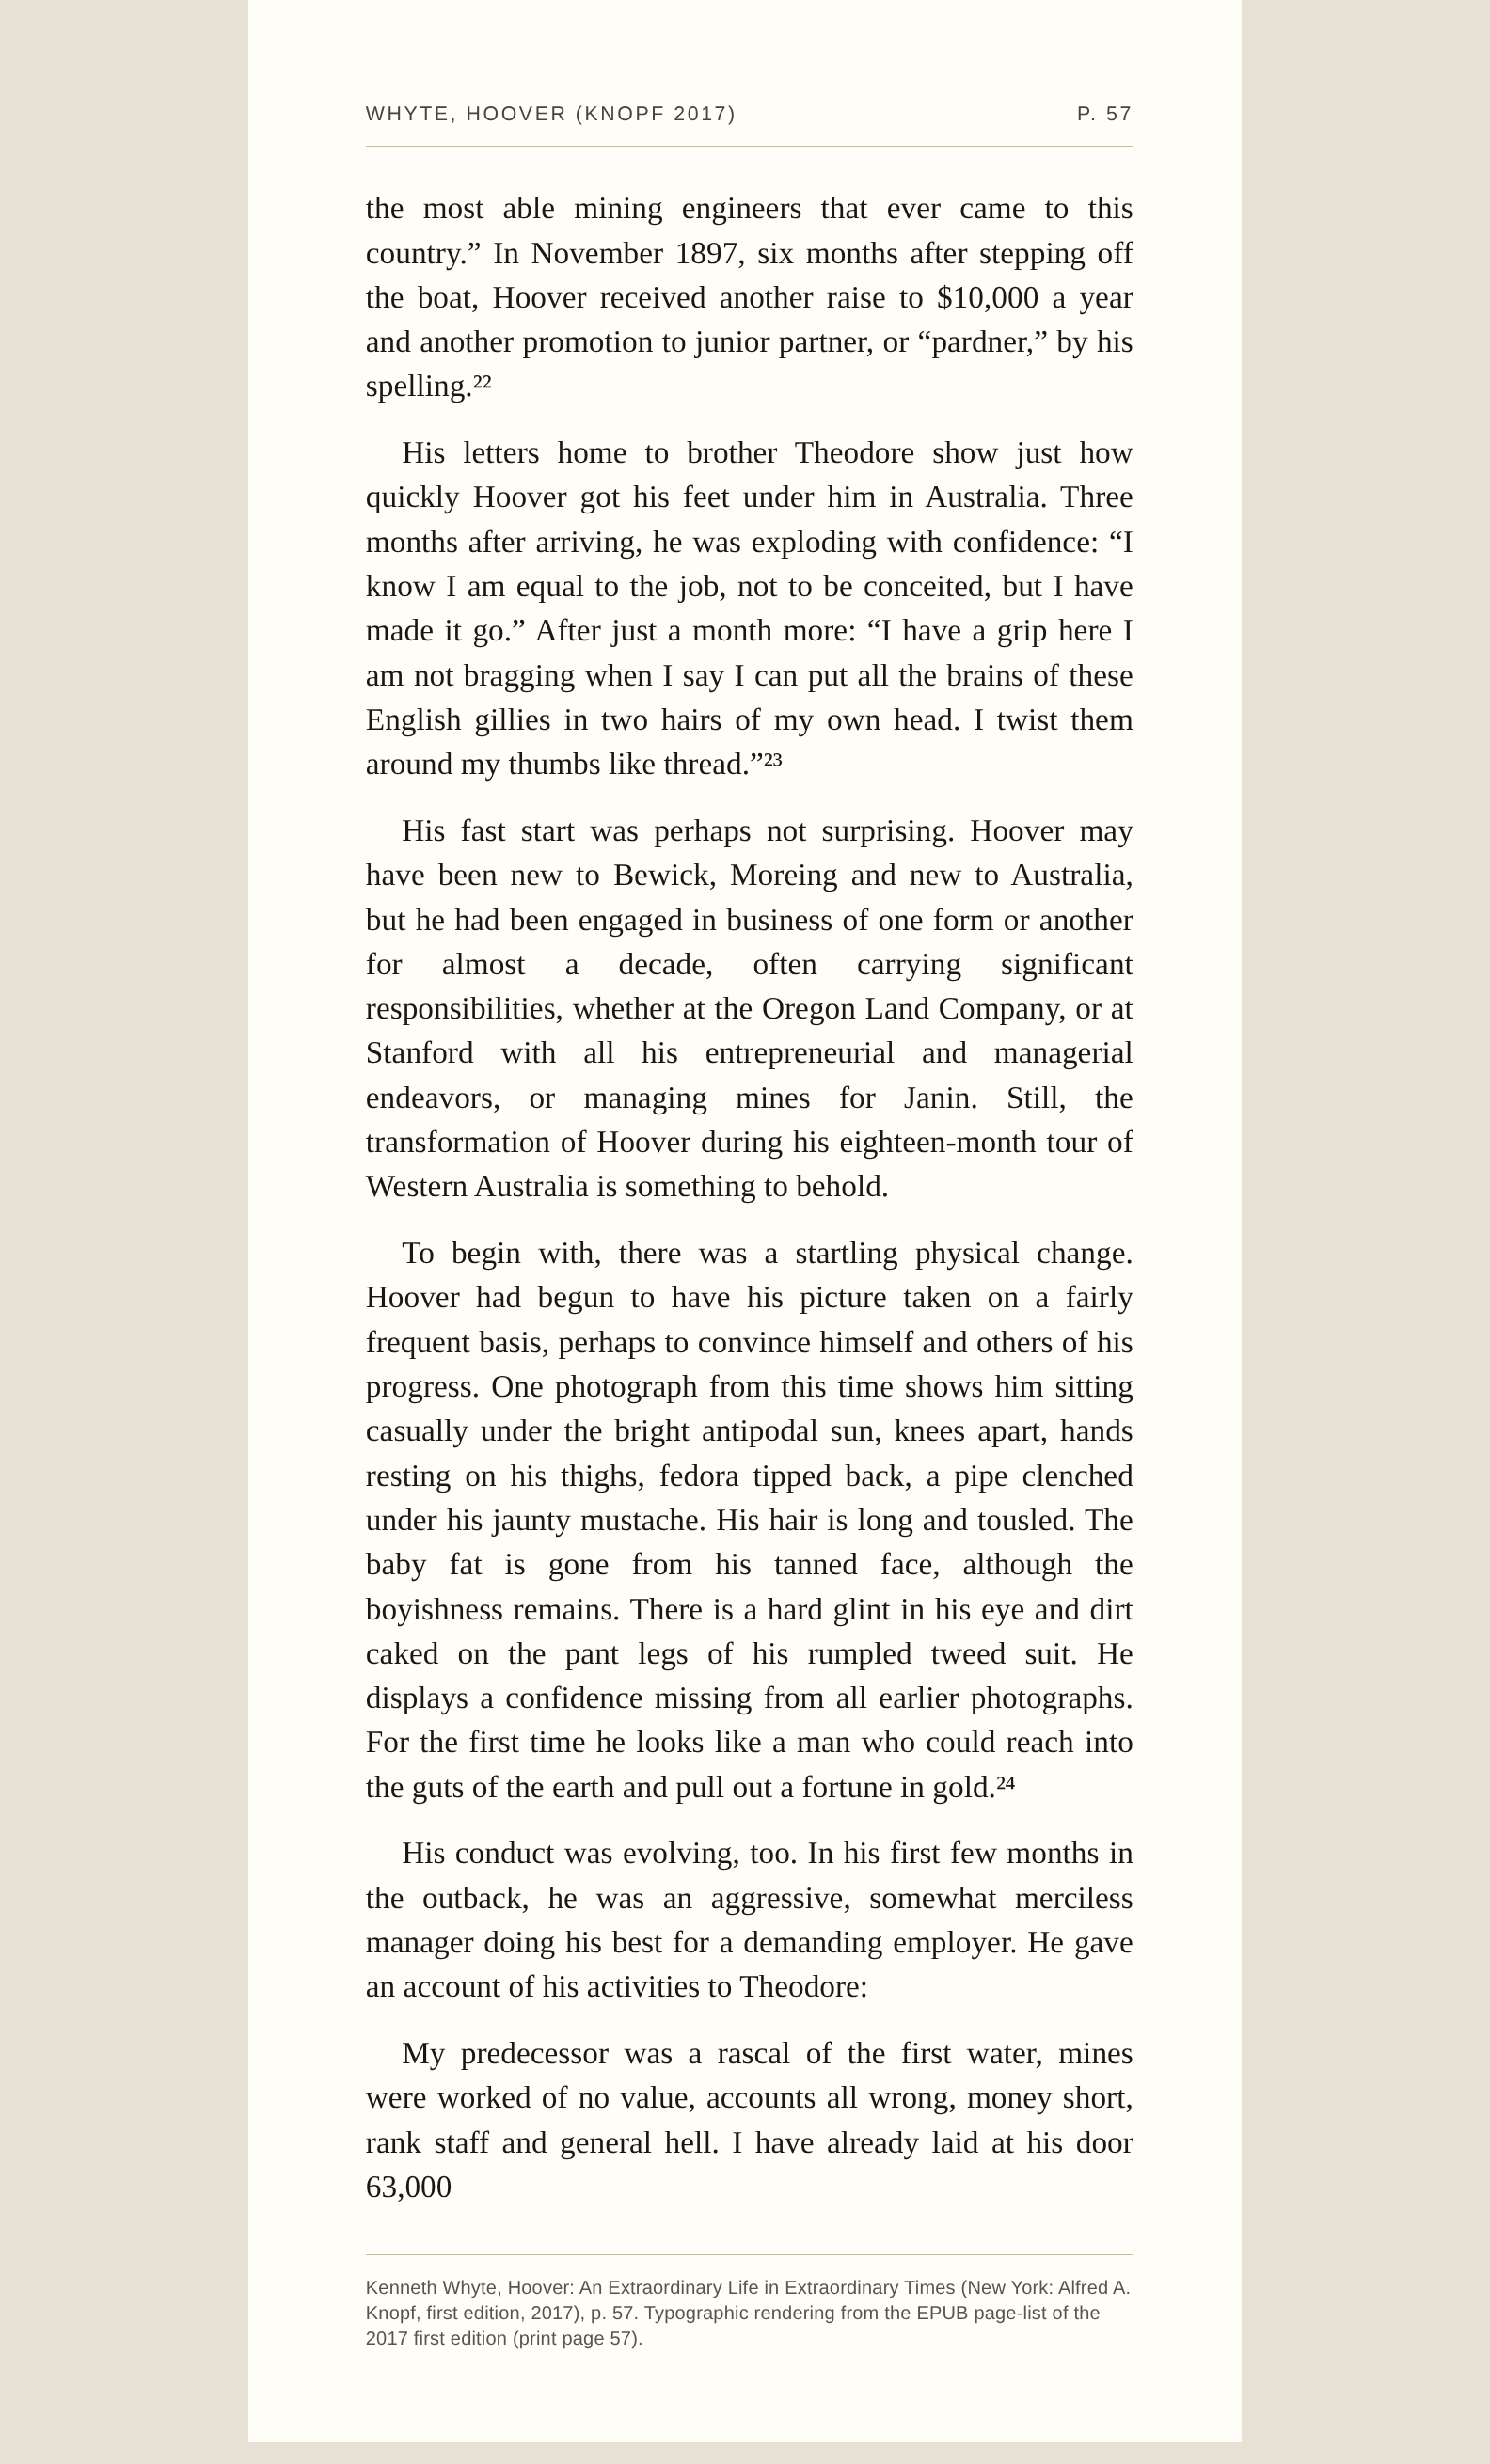 WHYTE, HOOVER (KNOPF 2017)
P. 57
the most able mining engineers that ever came to this
country.” In November 1897, six months after stepping off
the boat, Hoover received another raise to $10,000 a year
and another promotion to junior partner, or “pardner,” by his
spelling.²²
His letters home to brother Theodore show just how
quickly Hoover got his feet under him in Australia. Three
months after arriving, he was exploding with confidence: “I
know I am equal to the job, not to be conceited, but I have
made it go.” After just a month more: “I have a grip here I
am not bragging when I say I can put all the brains of these
English gillies in two hairs of my own head. I twist them
around my thumbs like thread.”²³
His fast start was perhaps not surprising. Hoover may
have been new to Bewick, Moreing and new to Australia,
but he had been engaged in business of one form or another
for almost a decade, often carrying significant
responsibilities, whether at the Oregon Land Company, or at
Stanford with all his entrepreneurial and managerial
endeavors, or managing mines for Janin. Still, the
transformation of Hoover during his eighteen-month tour of
Western Australia is something to behold.
To begin with, there was a startling physical change.
Hoover had begun to have his picture taken on a fairly
frequent basis, perhaps to convince himself and others of his
progress. One photograph from this time shows him sitting
casually under the bright antipodal sun, knees apart, hands
resting on his thighs, fedora tipped back, a pipe clenched
under his jaunty mustache. His hair is long and tousled. The
baby fat is gone from his tanned face, although the
boyishness remains. There is a hard glint in his eye and dirt
caked on the pant legs of his rumpled tweed suit. He
displays a confidence missing from all earlier photographs.
For the first time he looks like a man who could reach into
the guts of the earth and pull out a fortune in gold.²⁴
His conduct was evolving, too. In his first few months in
the outback, he was an aggressive, somewhat merciless
manager doing his best for a demanding employer. He gave
an account of his activities to Theodore:
My predecessor was a rascal of the first water, mines
were worked of no value, accounts all wrong, money short,
rank staff and general hell. I have already laid at his door
63,000
Kenneth Whyte, Hoover: An Extraordinary Life in Extraordinary Times (New York: Alfred A.
Knopf, first edition, 2017), p. 57. Typographic rendering from the EPUB page-list of the
2017 first edition (print page 57).